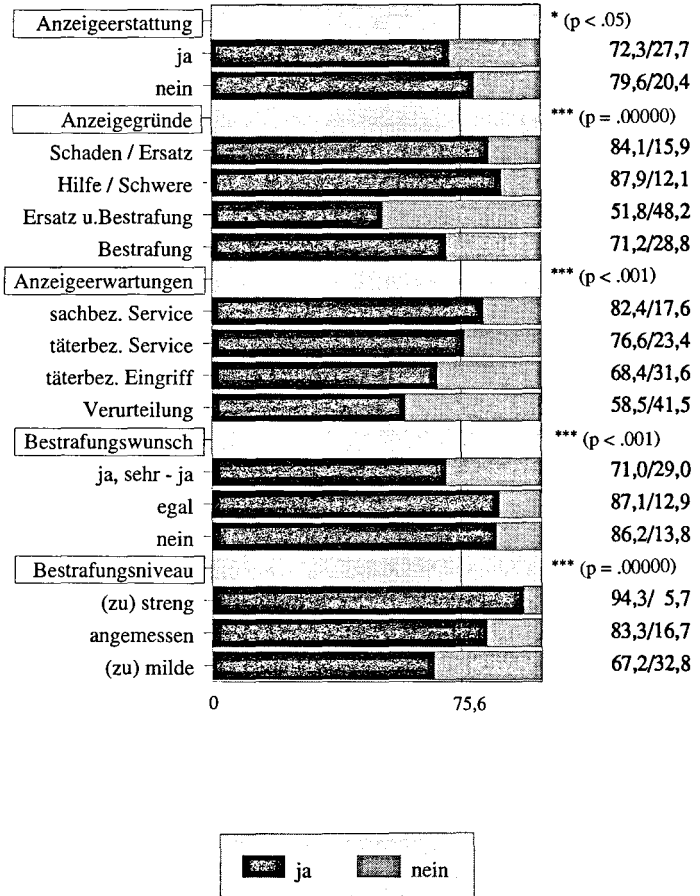 Anzeigeerstattung * (p < .05)
ja 72,3/27,7
nein 79,6/20,4
Anzeigegründe *** (p = .00000)
Schaden / Ersatz 84,1/15,9
Hilfe / Schwere 87,9/12,1
Ersatz u.Bestrafung 51,8/48,2
Bestrafung 71,2/28,8
Anzeigeerwartungen *** (p < .001)
sachbez. Service 82,4/17,6
täterbez. Service 76,6/23,4
täterbez. Eingriff 68,4/31,6
Verurteilung 58,5/41,5
Bestrafungswunsch *** (p < .001)
ja, sehr - ja 71,0/29,0
egal 87,1/12,9
nein 86,2/13,8
Bestrafungsniveau *** (p = .00000)
(zu) streng 94,3/ 5,7
angemessen 83,3/16,7
(zu) milde 67,2/32,8
0 75,6
ja nein